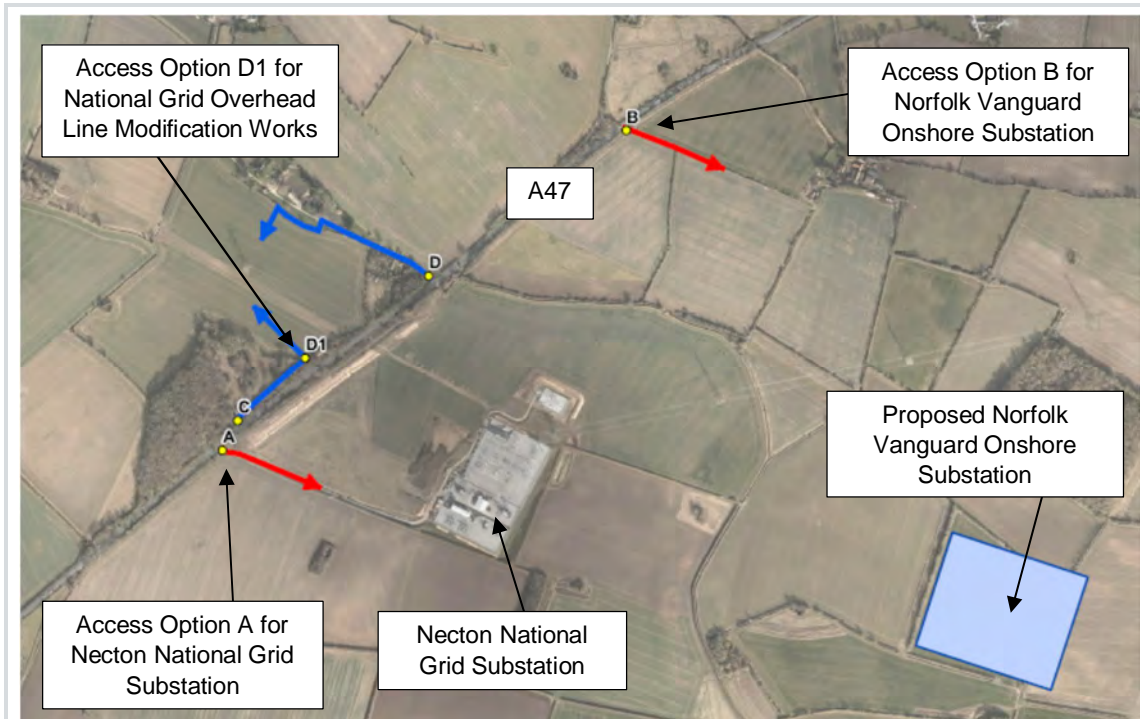 Access Option D1 for
National Grid Overhead
Line Modification Works
Access Option B for
Norfolk Vanguard
Onshore Substation
B
A47
D
D1
C
A
Proposed Norfolk
Vanguard Onshore
Substation
Access Option A for
Necton National Grid
Substation
Necton National
Grid Substation